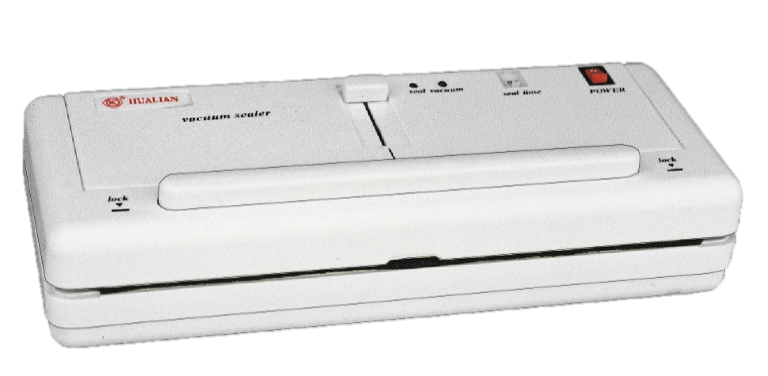 HUALIAN
vacuum sealer
seal vacuum
seal time
POWER
lock
lock